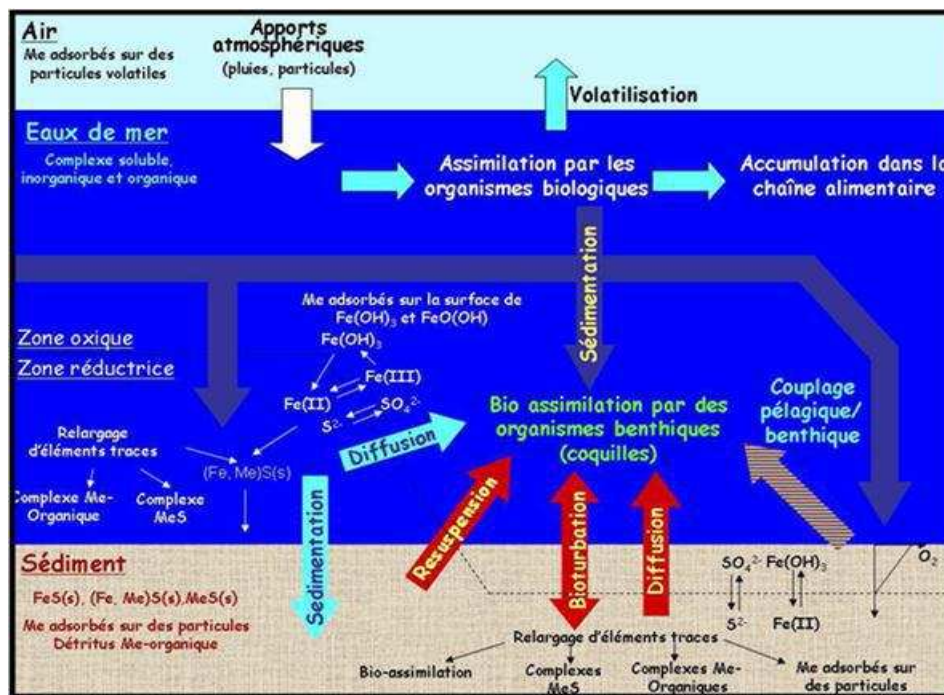 Air
Me adsorbés sur des
particules volatiles
Apports
atmosphériques
(pluies, particules)
Volatilisation
Eaux de mer
Complexe soluble,
inorganique et organique
Assimilation par les
organismes biologiques
Accumulation dans la
chaîne alimentaire
Sédimentation
Me adsorbés sur la surface de
Fe(OH)₃ et FeO(OH)
Fe(OH)₃
Zone oxique
Zone réductrice
Fe(III)
Fe(II)
SO₄²⁻
S²⁻
Couplage
pélagique/
benthique
Bio assimilation par des
organismes benthiques
(coquilles)
Relargage
d'éléments traces
(Fe, Me)S(s)
Diffusion
Complexe Me-
Organique
Complexe
MeS
Sedimentation
Resuspension
Bioturbation
Diffusion
Sédiment
FeS(s), (Fe, Me)S(s),MeS(s)
Me adsorbés sur des particules
Détritus Me-organique
SO₄²⁻ Fe(OH)₃
O₂
S²⁻ Fe(II)
Relargage d'éléments traces
Bio-assimilation
Complexes
MeS
Complexes Me-
Organiques
Me adsorbés sur
des particules